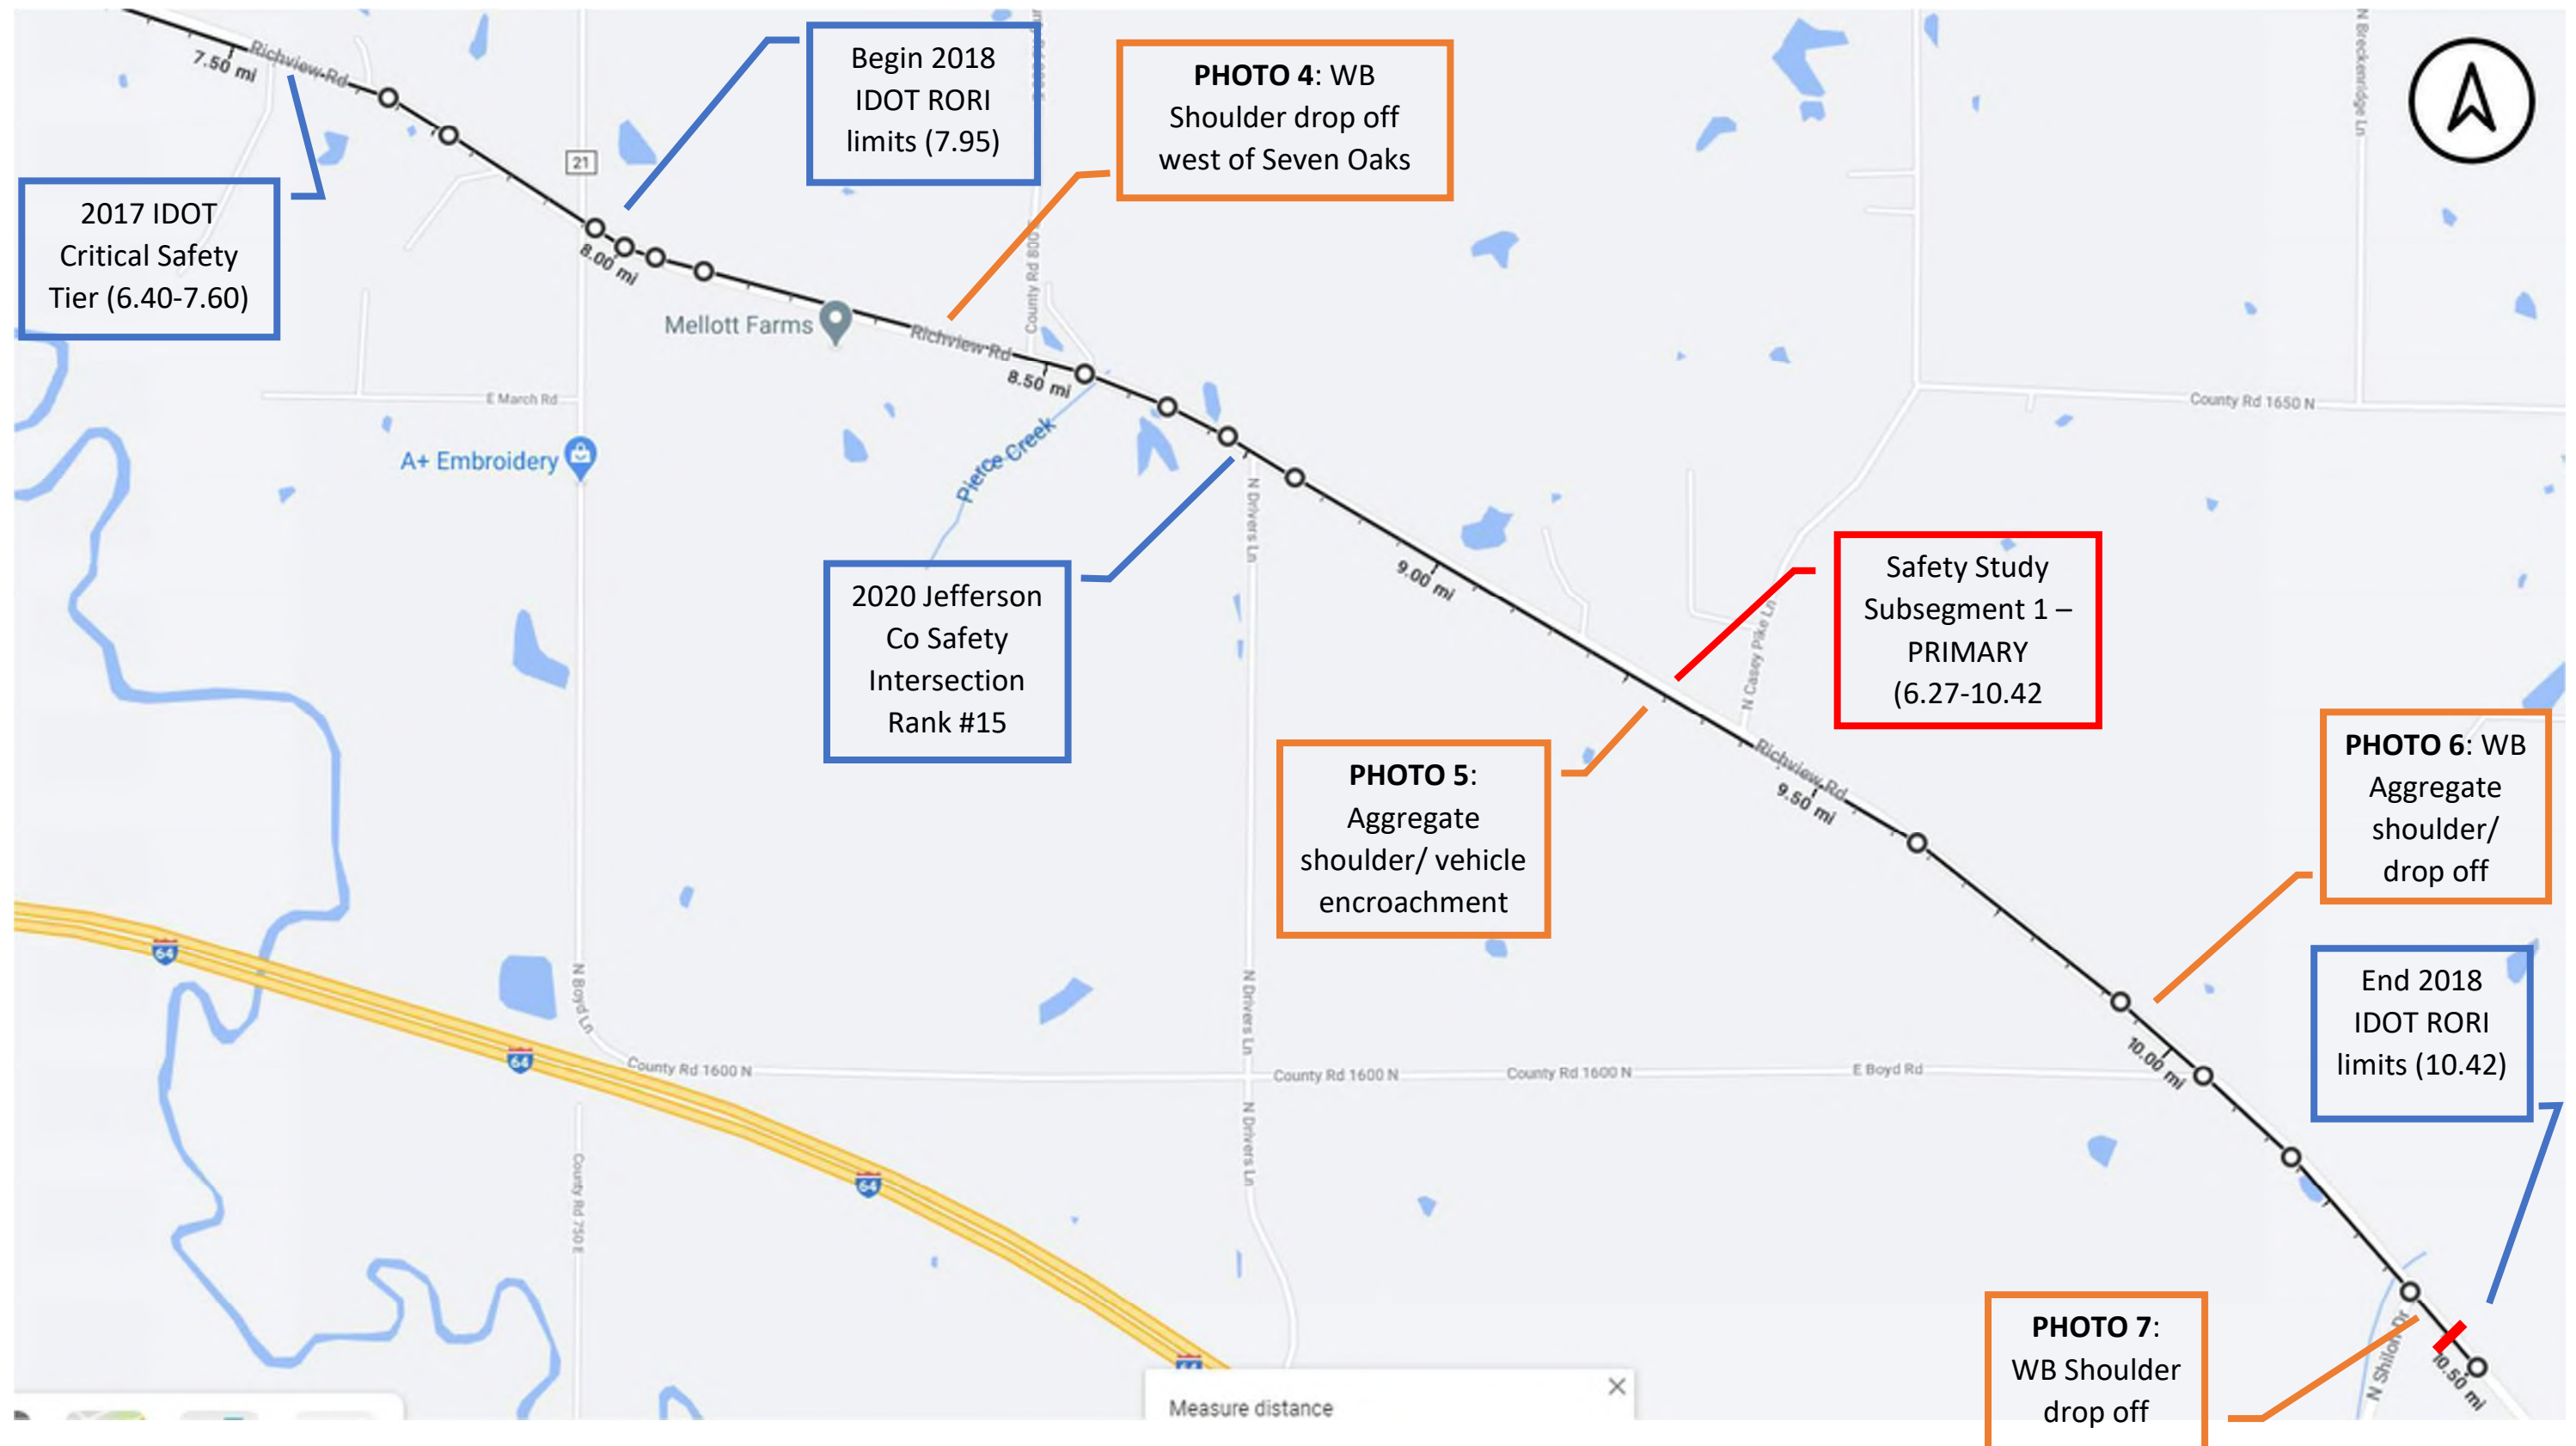 7.50 mi
Richview Rd
Begin 2018
IDOT RORI
limits (7.95)
PHOTO 4: WB
Shoulder drop off
west of Seven Oaks
N Breckenridge Ln
21
2017 IDOT
Critical Safety
Tier (6.40-7.60)
8.00 mi
County Rd 800
Mellott Farms
Richview Rd
8.50 mi
E March Rd
County Rd 1650 N
A+ Embroidery
Pierce Creek
N Drivers Ln
2020 Jefferson
Co Safety
Intersection
Rank #15
9.00 mi
Safety Study
Subsegment 1 –
PRIMARY
(6.27-10.42
N Casey Pike Ln
PHOTO 5:
Aggregate
shoulder/ vehicle
encroachment
Richview Rd
9.50 mi
PHOTO 6: WB
Aggregate
shoulder/
drop off
End 2018
IDOT RORI
limits (10.42)
64
64
64
64
N Boyd Ln
County Rd 1600 N
N Drivers Ln
County Rd 1600 N
County Rd 1600 N
E Boyd Rd
10.00 mi
N Drivers Ln
County Rd 750 E
PHOTO 7:
WB Shoulder
drop off
N Shiloh Dr
10.50 mi
Measure distance